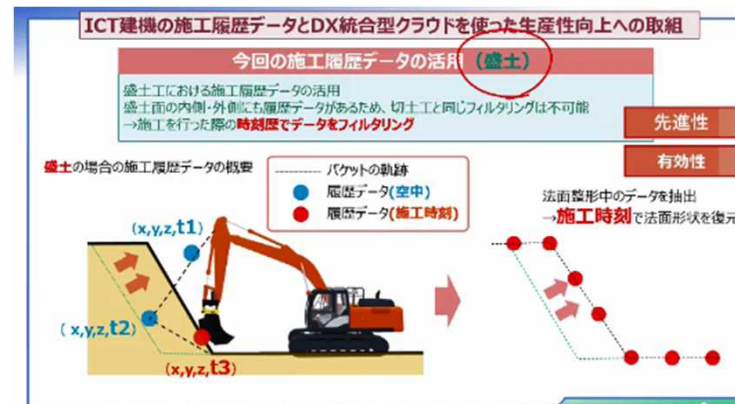 ICT建機の施工履歴データとDX統合型クラウドを使った生産性向上への取組
今回の施工履歴データの活用(盛土)
盛土工における施工履歴データの活用
盛土面の内側・外側にも履歴データがあるため、切土工と同じフィルタリングは不可能
→施工を行った際の時刻歴でデータをフィルタリング
先進性
有効性
盛土の場合の施工履歴データの概要
バケットの軌跡
履歴データ(空中)
履歴データ(施工時刻)
法面整形中のデータを抽出
→施工時刻で法面形状を復元
(x,y,z,t1)
(x,y,z,t2)
(x,y,z,t3)